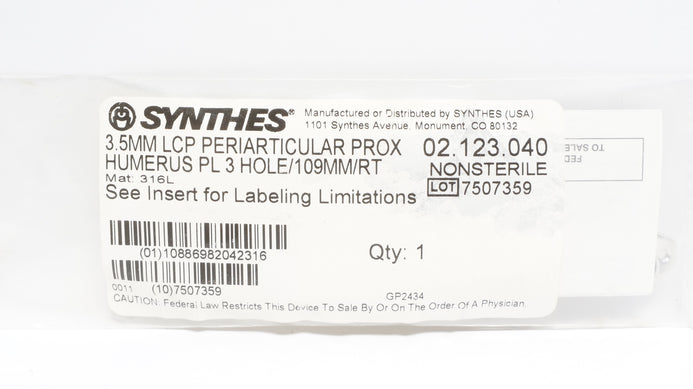 SYNTHES®
Manufactured or Distributed by SYNTHES (USA)
1101 Synthes Avenue, Monument, CO 80132
3.5MM LCP PERIARTICULAR PROX
HUMERUS PL 3 HOLE/109MM/RT
02.123.040
NONSTERILE
LOT 7507359
Mat: 316L
See Insert for Labeling Limitations
(01)10886982042316
Qty: 1
0011 (10)7507359
GP2434
CAUTION: Federal Law Restricts This Device To Sale By Or On The Order Of A Physician.
FED
TO SALE